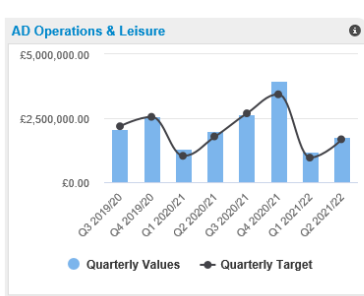 AD Operations & Leisure
£5,000,000.00
£2,500,000.00
£0.00
Q3 2019/20
Q4 2019/20
Q1 2020/21
Q2 2020/21
Q3 2020/21
Q4 2020/21
Q1 2021/22
Q2 2021/22
Quarterly Values
Quarterly Target